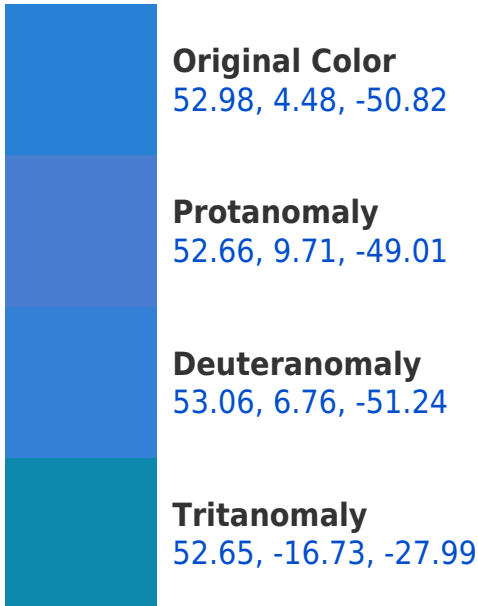 Original Color
52.98, 4.48, -50.82
Protanomaly
52.66, 9.71, -49.01
Deuteranomaly
53.06, 6.76, -51.24
Tritanomaly
52.65, -16.73, -27.99